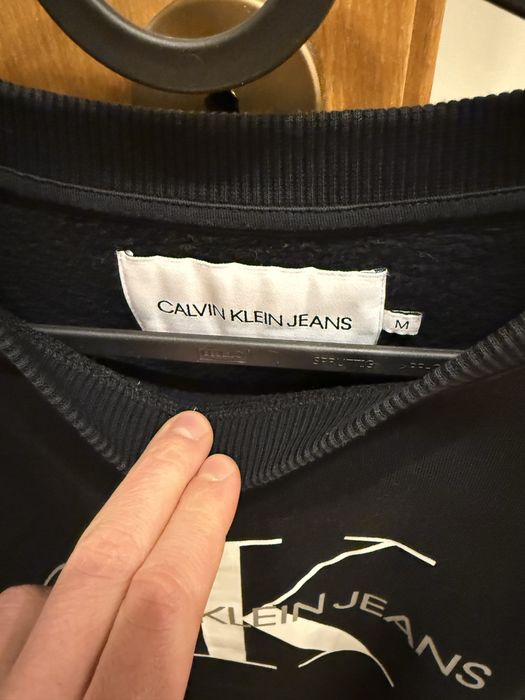 CALVIN KLEIN JEANS
M
SPRUTTIG
K
KLEIN JEANS